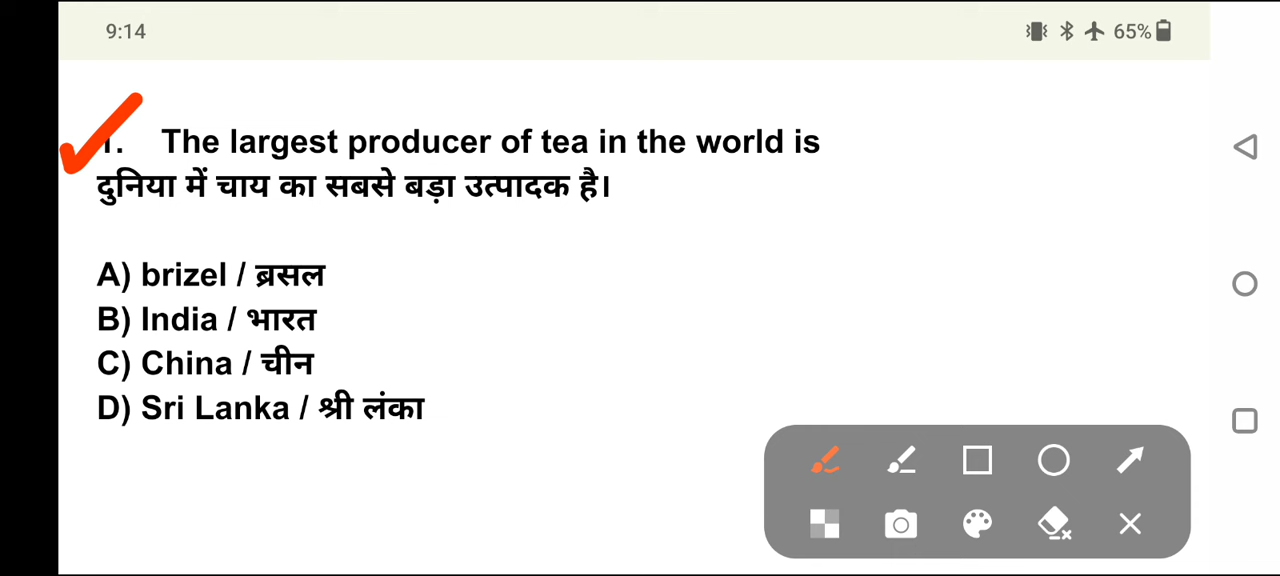 9:14
65%
1. The largest producer of tea in the world is
दुनिया में चाय का सबसे बड़ा उत्पादक है।
A) brizel / ब्रसल
B) India / भारत
C) China / चीन
D) Sri Lanka / श्री लंका